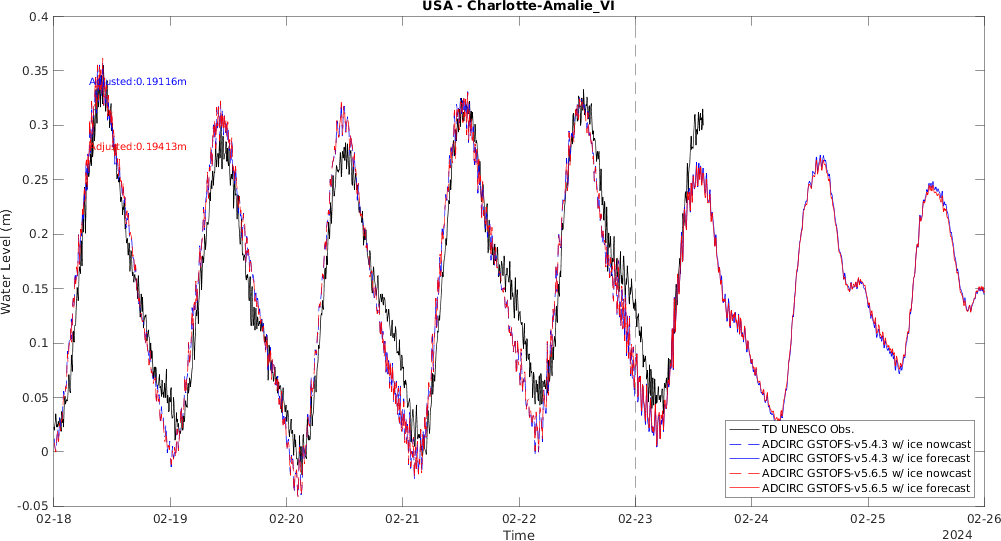 USA - Charlotte-Amalie_VI
0.4
0.35
0.3
0.25
0.2
0.15
0.1
0.05
0
-0.05
Water Level (m)
Adjusted:0.19116m
Adjusted:0.19413m
TD UNESCO Obs.
ADCIRC GSTOFS-v5.4.3 w/ ice nowcast
ADCIRC GSTOFS-v5.4.3 w/ ice forecast
ADCIRC GSTOFS-v5.6.5 w/ ice nowcast
ADCIRC GSTOFS-v5.6.5 w/ ice forecast
02-18 02-19 02-20 02-21 02-22 02-23 02-24 02-25 02-26
Time
2024